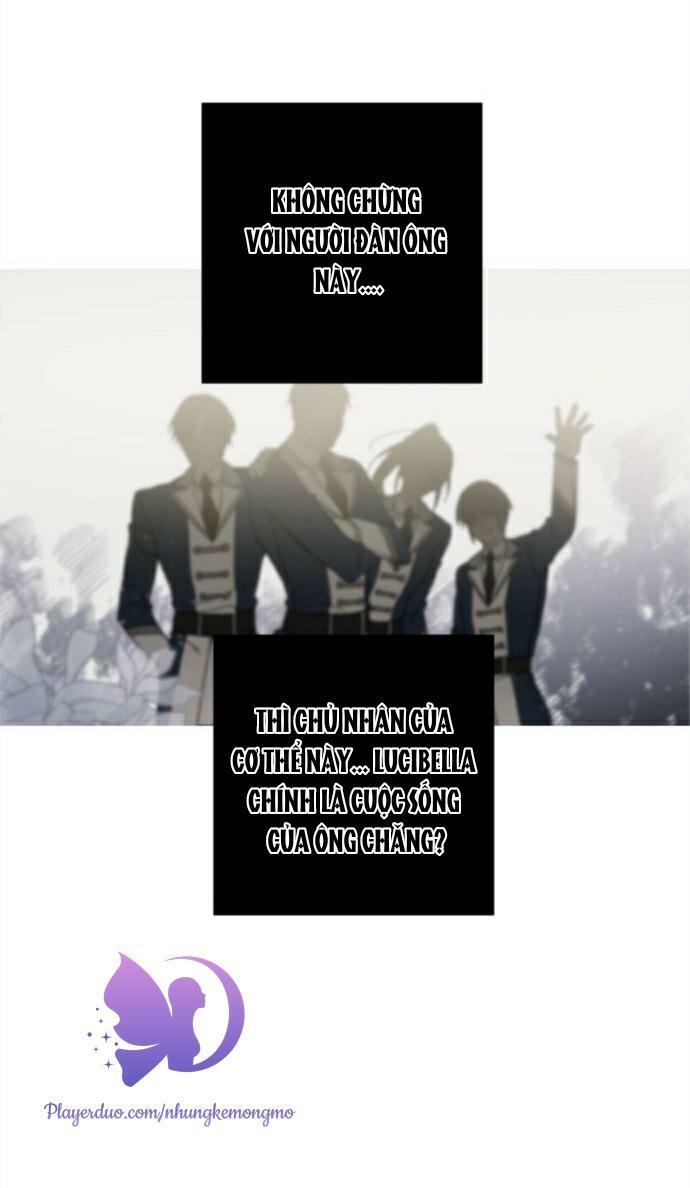 KHÔNG CHỪNG
VỚI NGƯỜI ĐÀN ÔNG
NÀY....
THÌ CHỦ NHÂN CỦA
CƠ THỂ NÀY... LUCIBELLA
CHÍNH LÀ CUỘC SỐNG
CỦA ÔNG CHĂNG?
Playerduo.com/nhungkemongmo